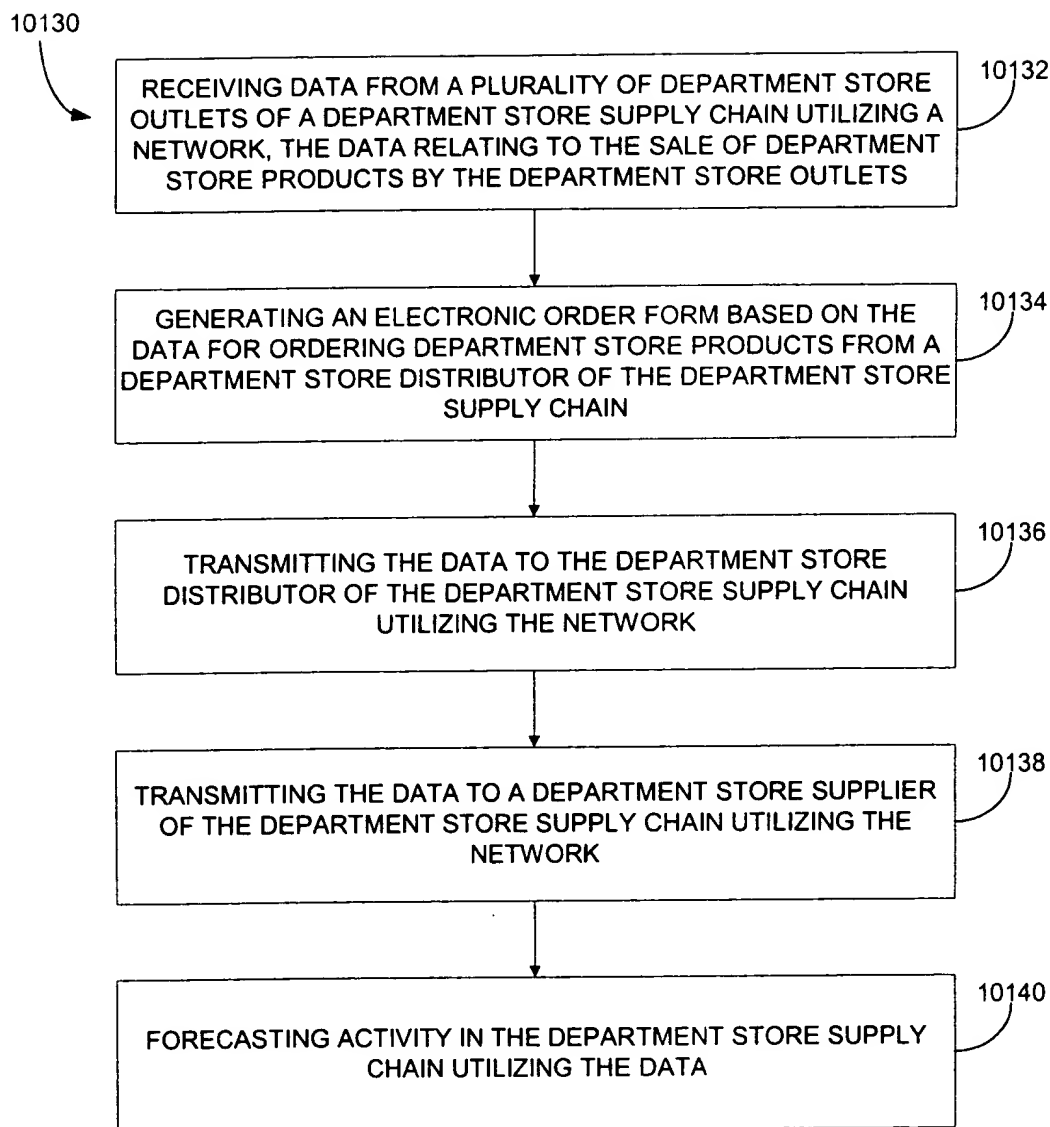 10130
10132
RECEIVING DATA FROM A PLURALITY OF DEPARTMENT STORE
OUTLETS OF A DEPARTMENT STORE SUPPLY CHAIN UTILIZING A
NETWORK, THE DATA RELATING TO THE SALE OF DEPARTMENT
STORE PRODUCTS BY THE DEPARTMENT STORE OUTLETS
10134
GENERATING AN ELECTRONIC ORDER FORM BASED ON THE
DATA FOR ORDERING DEPARTMENT STORE PRODUCTS FROM A
DEPARTMENT STORE DISTRIBUTOR OF THE DEPARTMENT STORE
SUPPLY CHAIN
10136
TRANSMITTING THE DATA TO THE DEPARTMENT STORE
DISTRIBUTOR OF THE DEPARTMENT STORE SUPPLY CHAIN
UTILIZING THE NETWORK
10138
TRANSMITTING THE DATA TO A DEPARTMENT STORE SUPPLIER
OF THE DEPARTMENT STORE SUPPLY CHAIN UTILIZING THE
NETWORK
10140
FORECASTING ACTIVITY IN THE DEPARTMENT STORE SUPPLY
CHAIN UTILIZING THE DATA